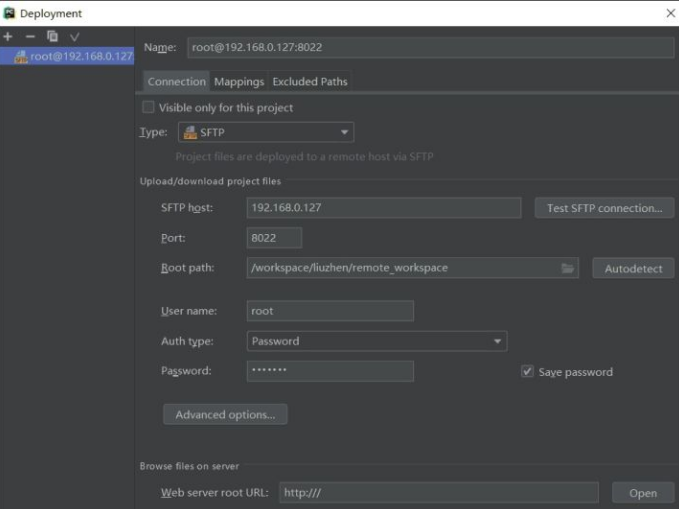 Deployment
root@192.168.0.127:
Name: root@192.168.0.127:8022
Connection Mappings Excluded Paths
Visible only for this project
Type: SFTP
Project files are deployed to a remote host via SFTP
Upload/download project files
SFTP host: 192.168.0.127 Test SFTP connection...
Port: 8022
Root path: /workspace/liuzhen/remote_workspace Autodetect
User name: root
Auth type: Password
Password: ••••••• Save password
Advanced options...
Browse files on server
Web server root URL: http:/// Open